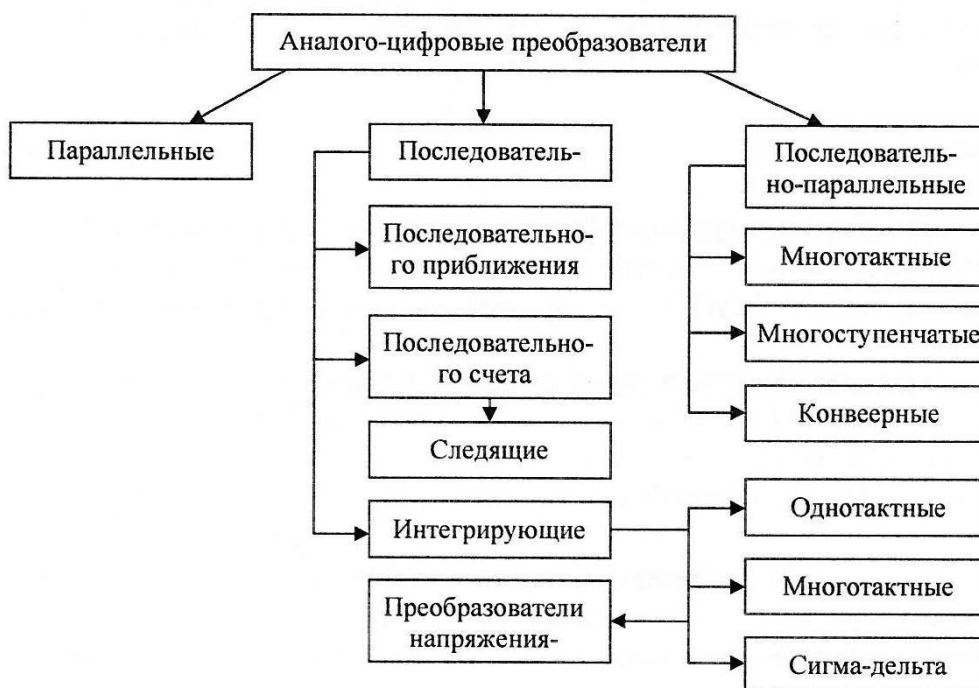 Аналого-цифровые преобразователи
Параллельные
Последователь-
Последователь-
но-параллельные
Последовательно-
го приближения
Многотактные
Последовательно-
го счета
Многоступенчатые
Конвеерные
Следящие
Интегрирующие
Однотактные
Многотактные
Преобразователи
напряжения-
Сигма-дельта